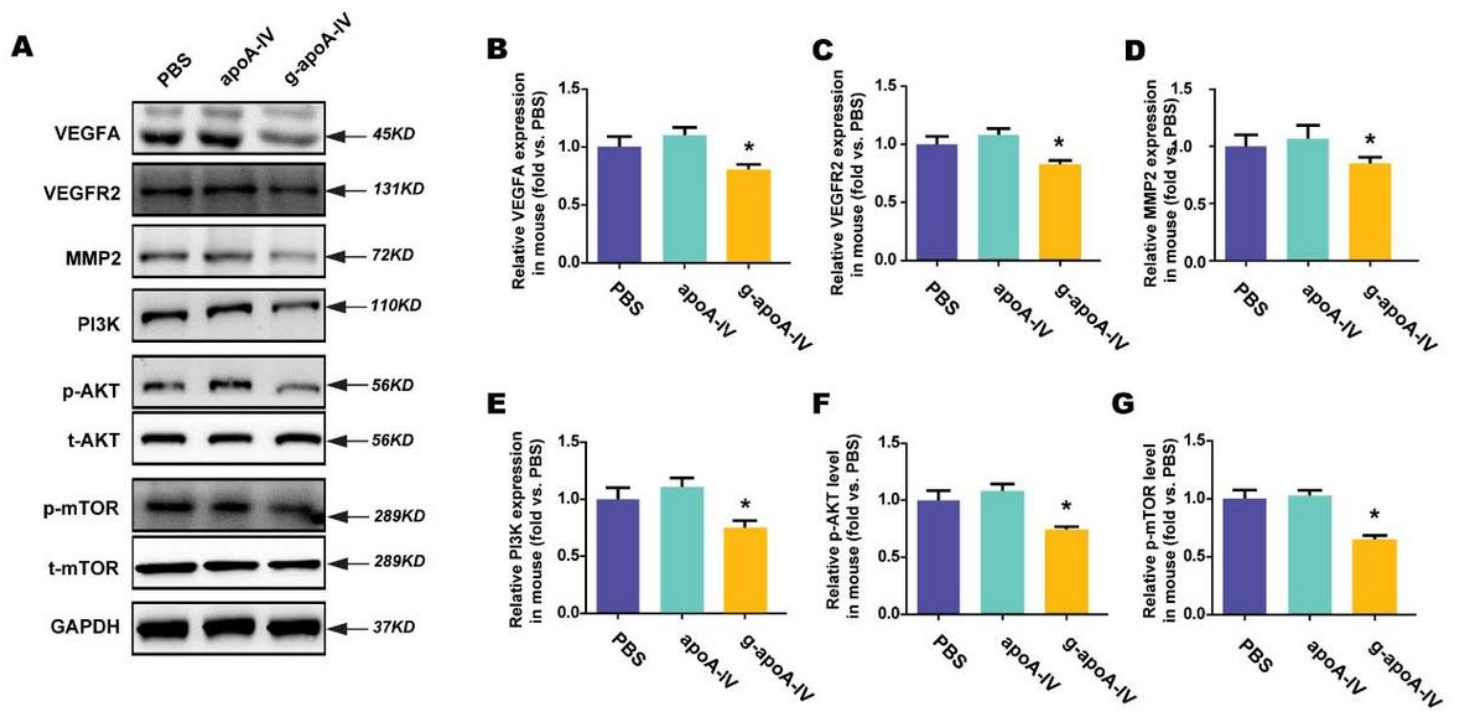 A
PBS
apoA-IV
g-apoA-IV
VEGFA
45KD
VEGFR2
131KD
MMP2
72KD
PI3K
110KD
p-AKT
56KD
t-AKT
56KD
p-mTOR
289KD
t-mTOR
289KD
GAPDH
37KD
B
Relative VEGFA expression
in mouse (fold vs. PBS)
1.5
1.0
0.5
0.0
PBS
apoA-IV
g-apoA-IV
*
C
Relative VEGFR2 expression
in mouse (fold vs. PBS)
1.5
1.0
0.5
0.0
PBS
apoA-IV
g-apoA-IV
*
D
Relative MMP2 expression
in mouse (fold vs. PBS)
1.5
1.0
0.5
0.0
PBS
apoA-IV
g-apoA-IV
*
E
Relative PI3K expression
in mouse (fold vs. PBS)
1.5
1.0
0.5
0.0
PBS
apoA-IV
g-apoA-IV
*
F
Relative p-AKT level
in mouse (fold vs. PBS)
1.5
1.0
0.5
0.0
PBS
apoA-IV
g-apoA-IV
*
G
Relative p-mTOR level
in mouse (fold vs. PBS)
1.5
1.0
0.5
0.0
PBS
apoA-IV
g-apoA-IV
*